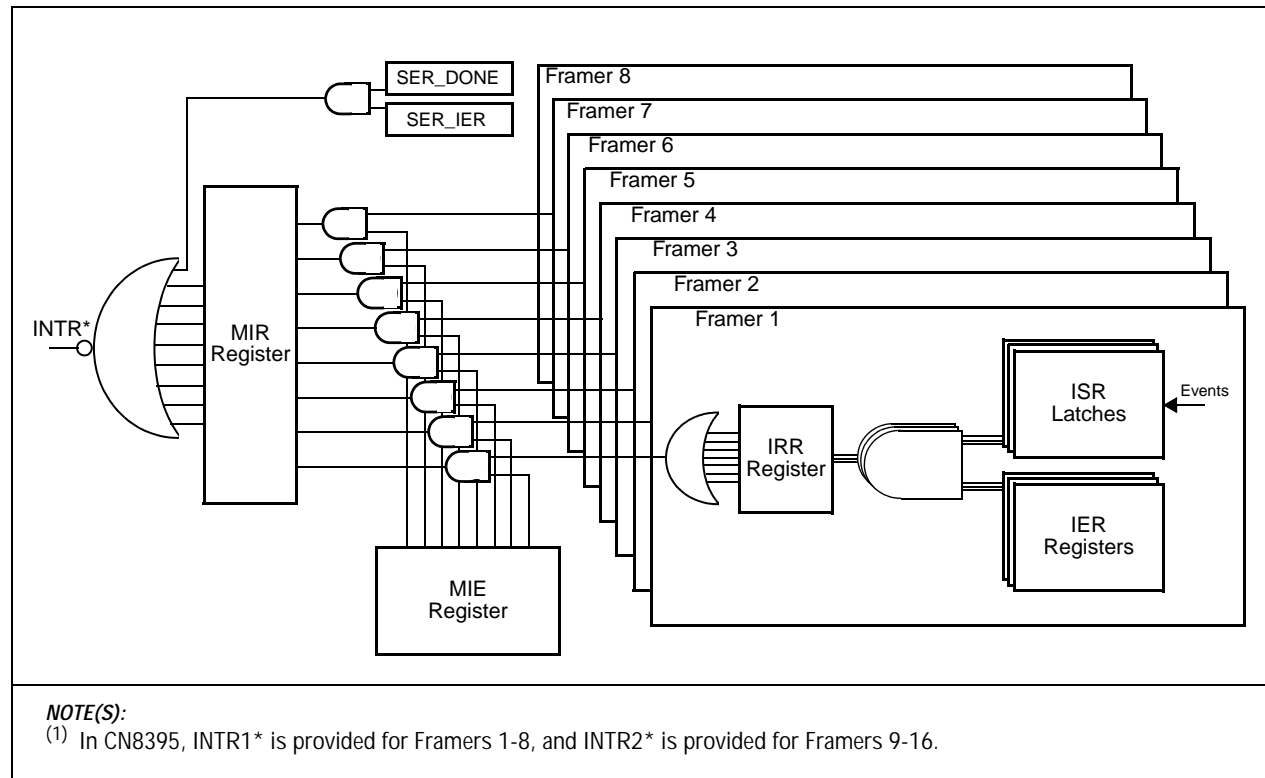 SER_DONE
SER_IER
Framer 8
Framer 7
Framer 6
Framer 5
Framer 4
Framer 3
Framer 2
Framer 1
INTR*
MIR
Register
IRR
Register
ISR
Latches
Events
IER
Registers
MIE
Register
NOTE(S):
(1) In CN8395, INTR1* is provided for Framers 1-8, and INTR2* is provided for Framers 9-16.